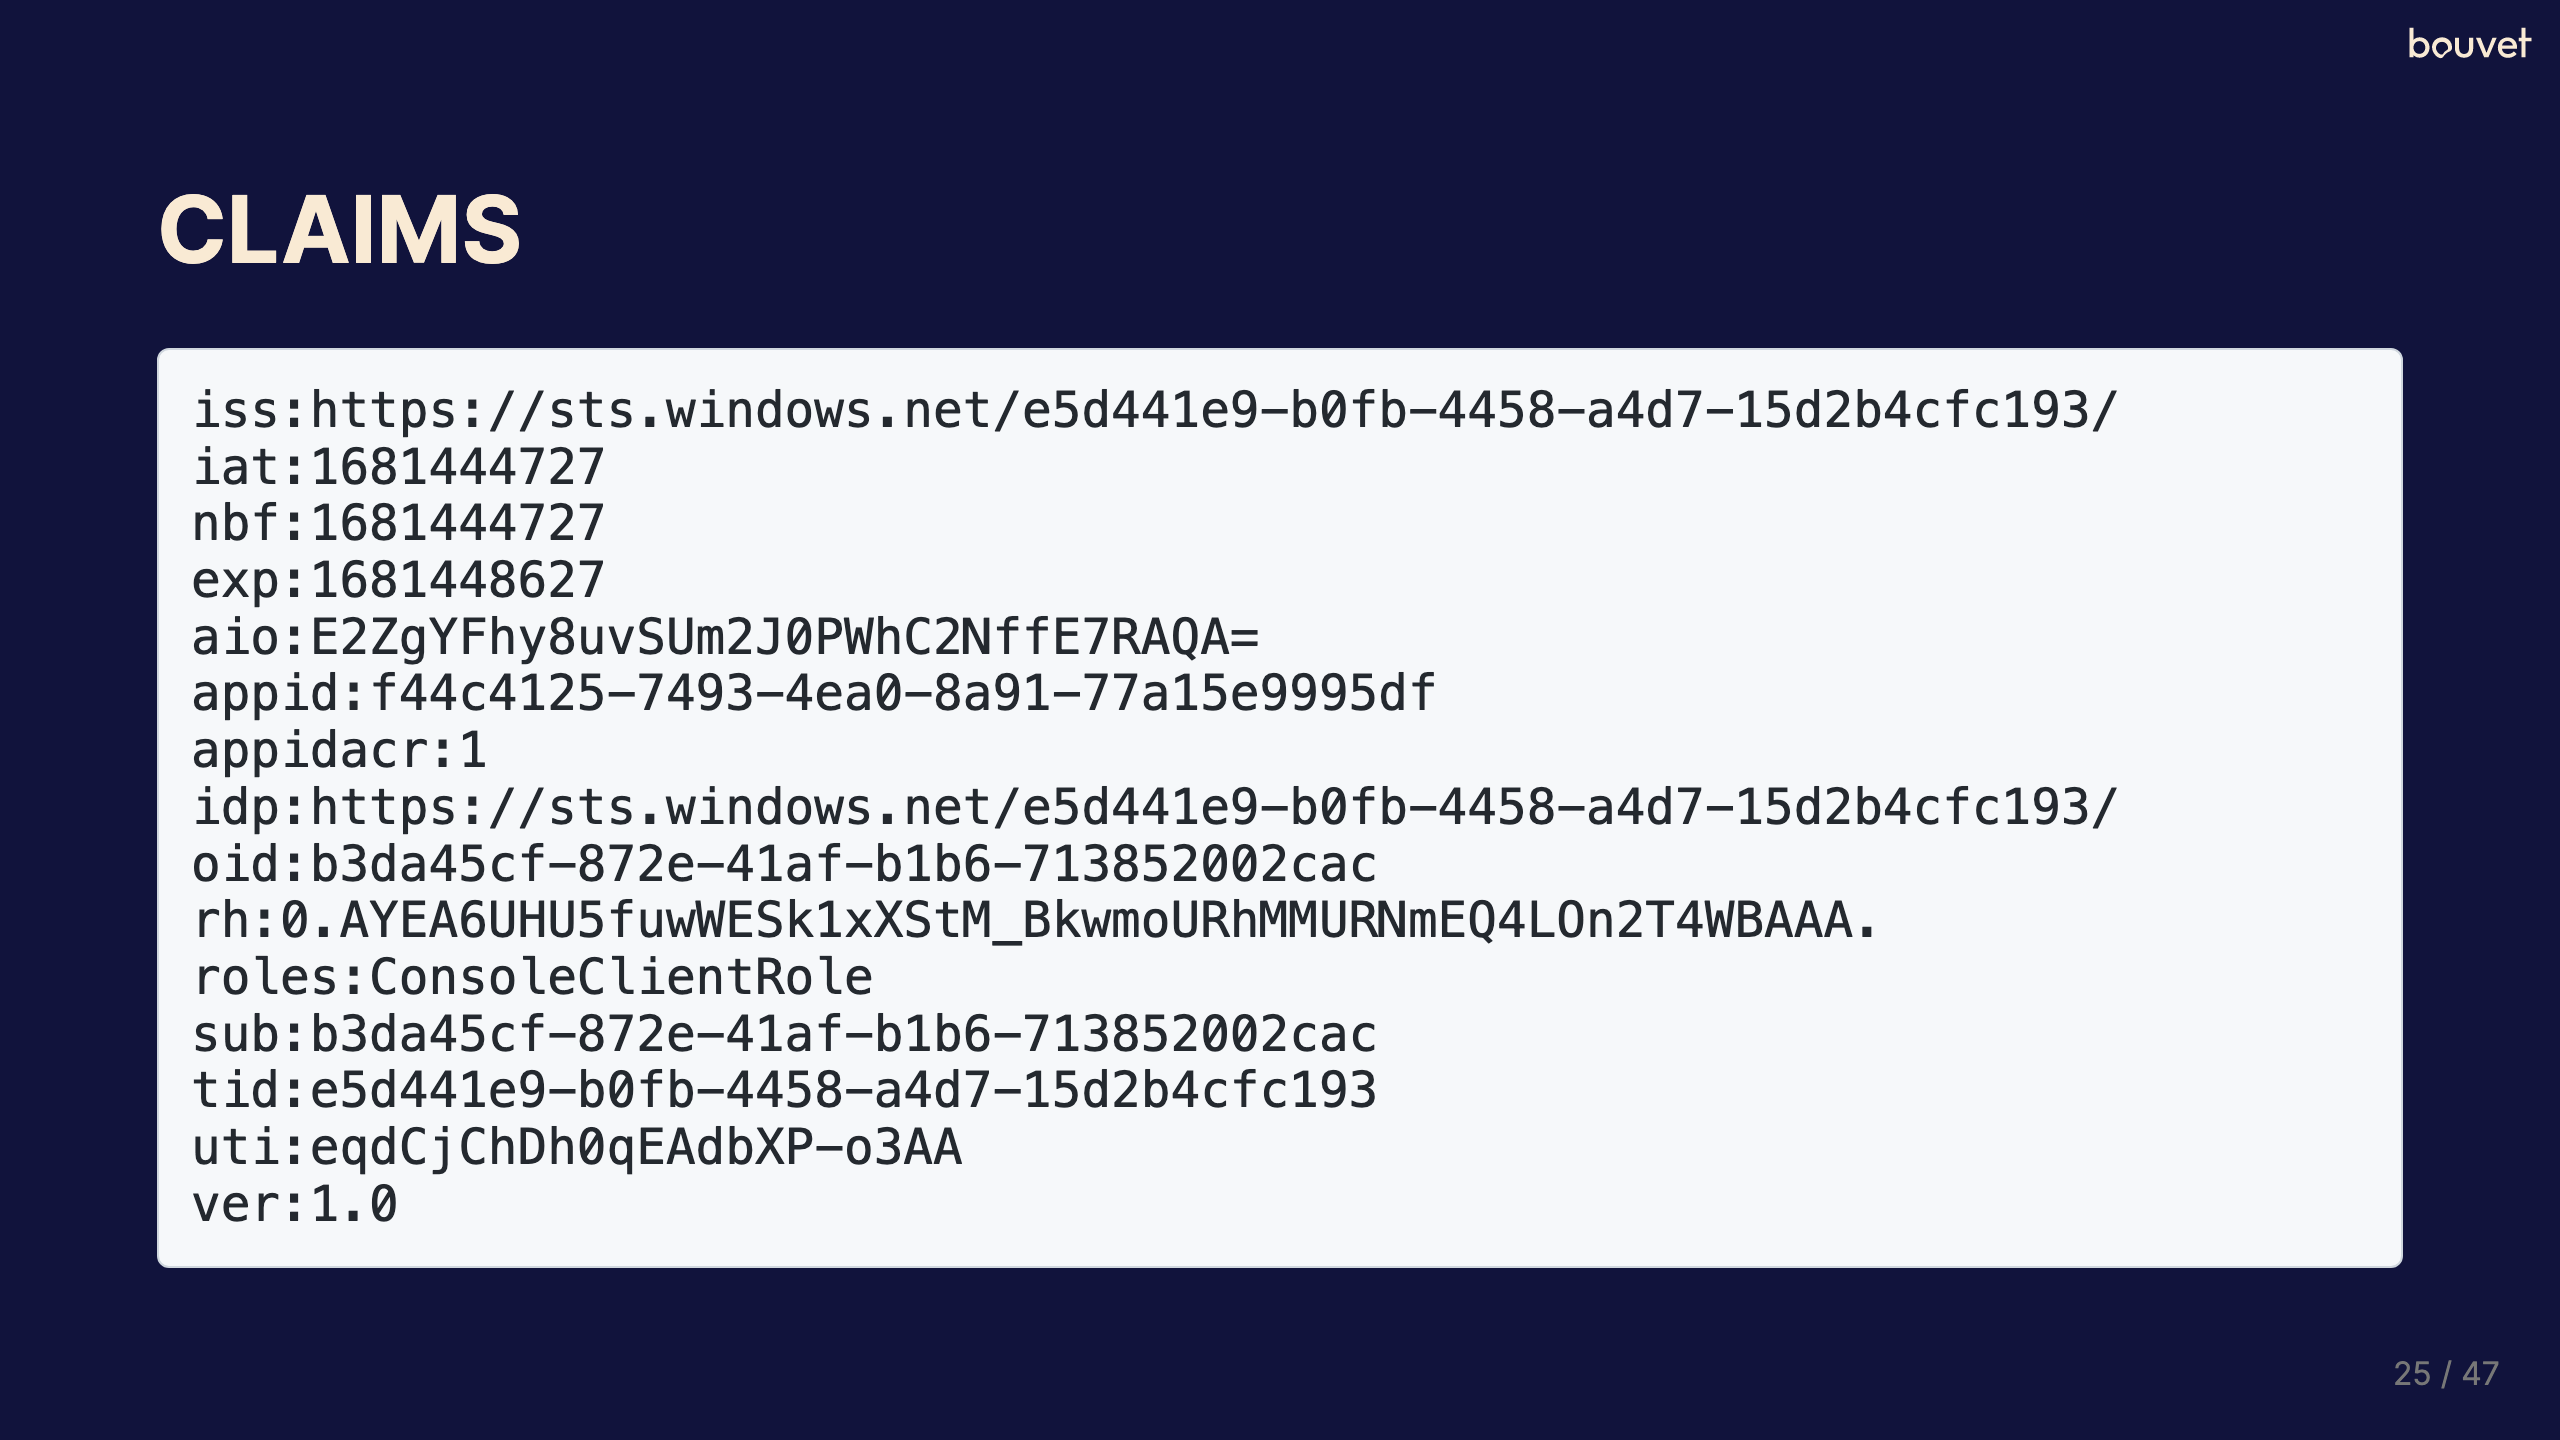 bouvet
CLAIMS
iss:https://sts.windows.net/e5d441e9-b0fb-4458-a4d7-15d2b4cfc193/
iat:1681444727
nbf:1681444727
exp:1681448627
aio:E2ZgYFhy8uvSUm2J0PWhC2NffE7RAQA=
appid:f44c4125-7493-4ea0-8a91-77a15e9995df
appidacr:1
idp:https://sts.windows.net/e5d441e9-b0fb-4458-a4d7-15d2b4cfc193/
oid:b3da45cf-872e-41af-b1b6-713852002cac
rh:0.AYEA6UHU5fuwWESk1xXStM_BkwmoURhMMURNmEQ4LOn2T4WBAAA.
roles:ConsoleClientRole
sub:b3da45cf-872e-41af-b1b6-713852002cac
tid:e5d441e9-b0fb-4458-a4d7-15d2b4cfc193
uti:eqdCjChDh0qEAdbXP-o3AA
ver:1.0
25 / 47